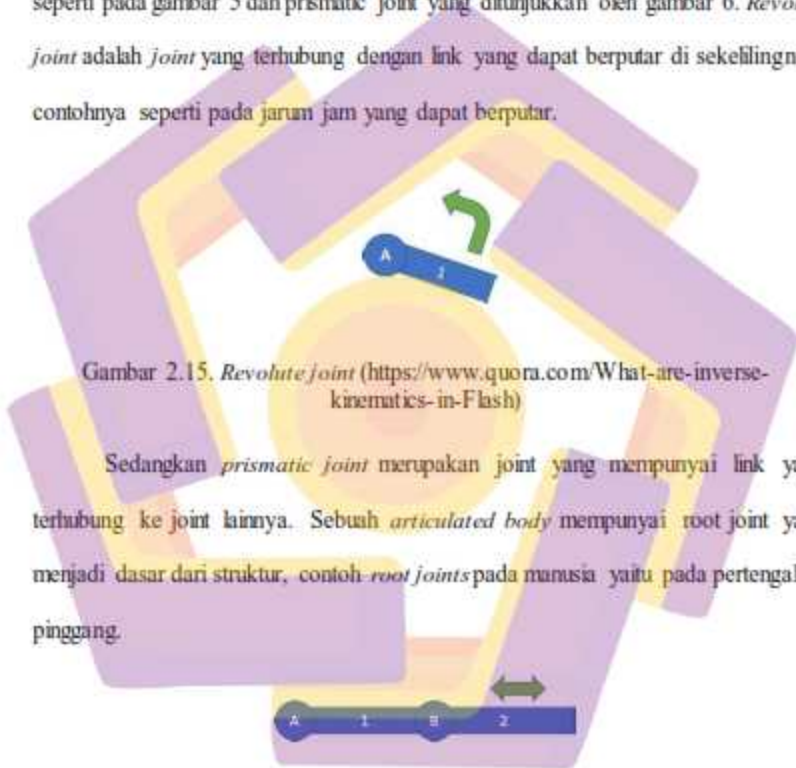 seperti pada gambar 5 dan prismatic joint yang ditunjukkan oleh gambar 6.
joint adalah joint yang terhubung dengan link yang dapat berputar di
contohnya seperti pada jarum jam yang dapat berputar.
A
1
Gambar 2.15. Revolute joint (https://www.quora.com/What-are-inverse-
kinematics-in-Flash)
Sedangkan prismatic joint merupakan joint yang mempunyai link
terhubung ke joint lainnya. Sebuah articulated body mempunyai root joint
menjadi dasar dari struktur, contoh root joints pada manusia yaitu pada
pinggang.
A 1 B 2